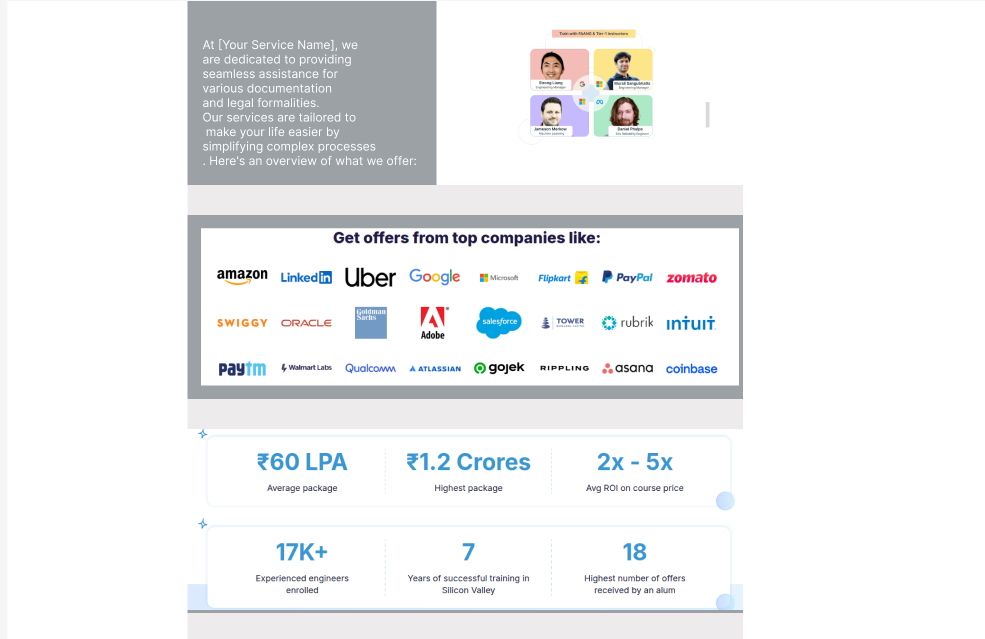 At [Your Service Name], we
are dedicated to providing
seamless assistance for
various documentation
and legal formalities.
Our services are tailored to
make your life easier by
simplifying complex processes
. Here's an overview of what we offer:
Train with FAANG & Tier-1 Instructors
Engineering Manager
Engineering Manager
Jameson Merkow
Machine Learning
Daniel Phelps
Site Reliability Engineer
Get offers from top companies like:
amazon LinkedIn Uber Google Microsoft Flipkart PayPal zomato
SWIGGY ORACLE Goldman Sachs Adobe salesforce TOWER rubrik intuit
paytm Walmart Labs Qualcomm ATLASSIAN gojek RIPPLING asana coinbase
₹60 LPA ₹1.2 Crores 2x - 5x
Average package Highest package Avg ROI on course price
17K+ 7 18
Experienced engineers Years of successful training in Highest number of offers
enrolled Silicon Valley received by an alum